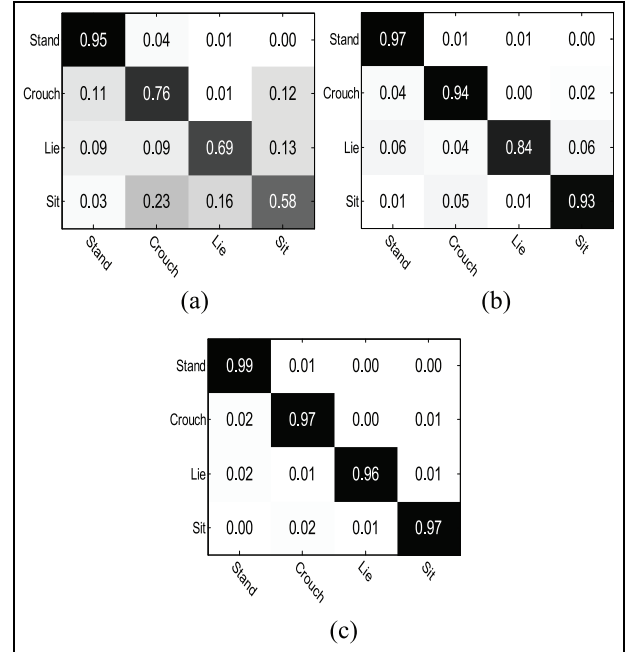 Stand 0.95 0.04 0.01 0.00
Crouch 0.11 0.76 0.01 0.12
Lie 0.09 0.09 0.69 0.13
Sit 0.03 0.23 0.16 0.58
Stand Crouch Lie Sit
(a)
Stand 0.97 0.01 0.01 0.00
Crouch 0.04 0.94 0.00 0.02
Lie 0.06 0.04 0.84 0.06
Sit 0.01 0.05 0.01 0.93
Stand Crouch Lie Sit
(b)
Stand 0.99 0.01 0.00 0.00
Crouch 0.02 0.97 0.00 0.01
Lie 0.02 0.01 0.96 0.01
Sit 0.00 0.02 0.01 0.97
Stand Crouch Lie Sit
(c)